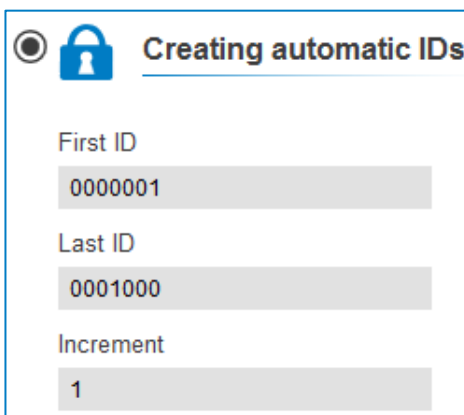 Creating automatic IDs
First ID
0000001
Last ID
0001000
Increment
1